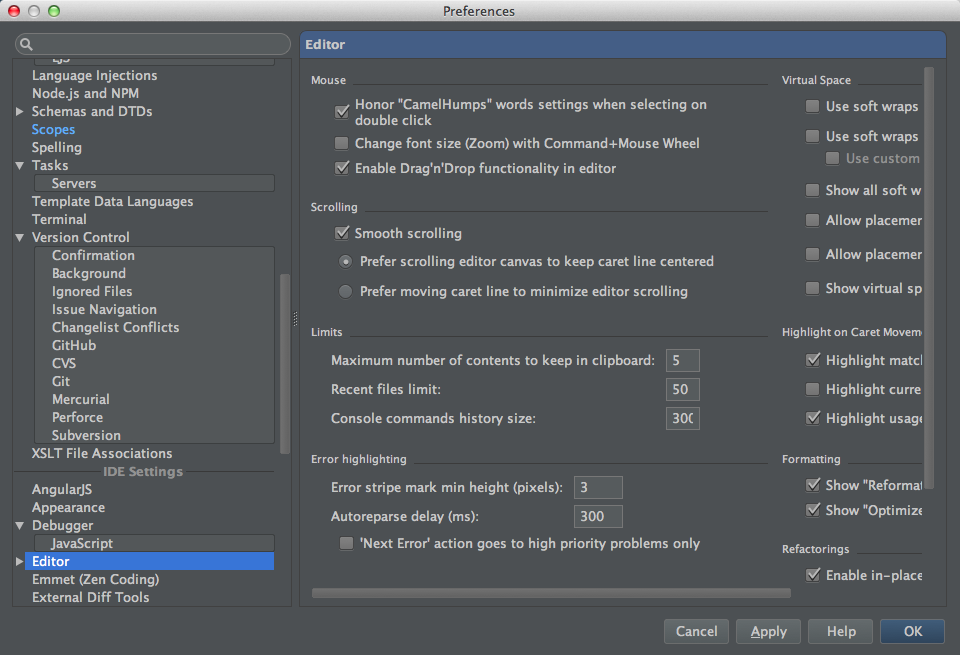 Preferences
Language Injections
Node.js and NPM
Schemas and DTDs
Scopes
Spelling
Tasks
Servers
Template Data Languages
Terminal
Version Control
Confirmation
Background
Ignored Files
Issue Navigation
Changelist Conflicts
GitHub
CVS
Git
Mercurial
Perforce
Subversion
XSLT File Associations
IDE Settings
AngularJS
Appearance
Debugger
JavaScript
Editor
Emmet (Zen Coding)
External Diff Tools
Editor
Mouse
Honor "CamelHumps" words settings when selecting on
double click
Change font size (Zoom) with Command+Mouse Wheel
Enable Drag'n'Drop functionality in editor
Scrolling
Smooth scrolling
Prefer scrolling editor canvas to keep caret line centered
Prefer moving caret line to minimize editor scrolling
Limits
Maximum number of contents to keep in clipboard: 5
Recent files limit: 50
Console commands history size: 300
Error highlighting
Error stripe mark min height (pixels): 3
Autoreparse delay (ms): 300
'Next Error' action goes to high priority problems only
Virtual Space
Use soft wraps
Use soft wraps
Use custom
Show all soft w
Allow placemen
Allow placemen
Show virtual sp
Highlight on Caret Movem
Highlight matc
Highlight curre
Highlight usage
Formatting
Show "Reforma
Show "Optimize
Refactorings
Enable in-place
Cancel
Apply
Help
OK